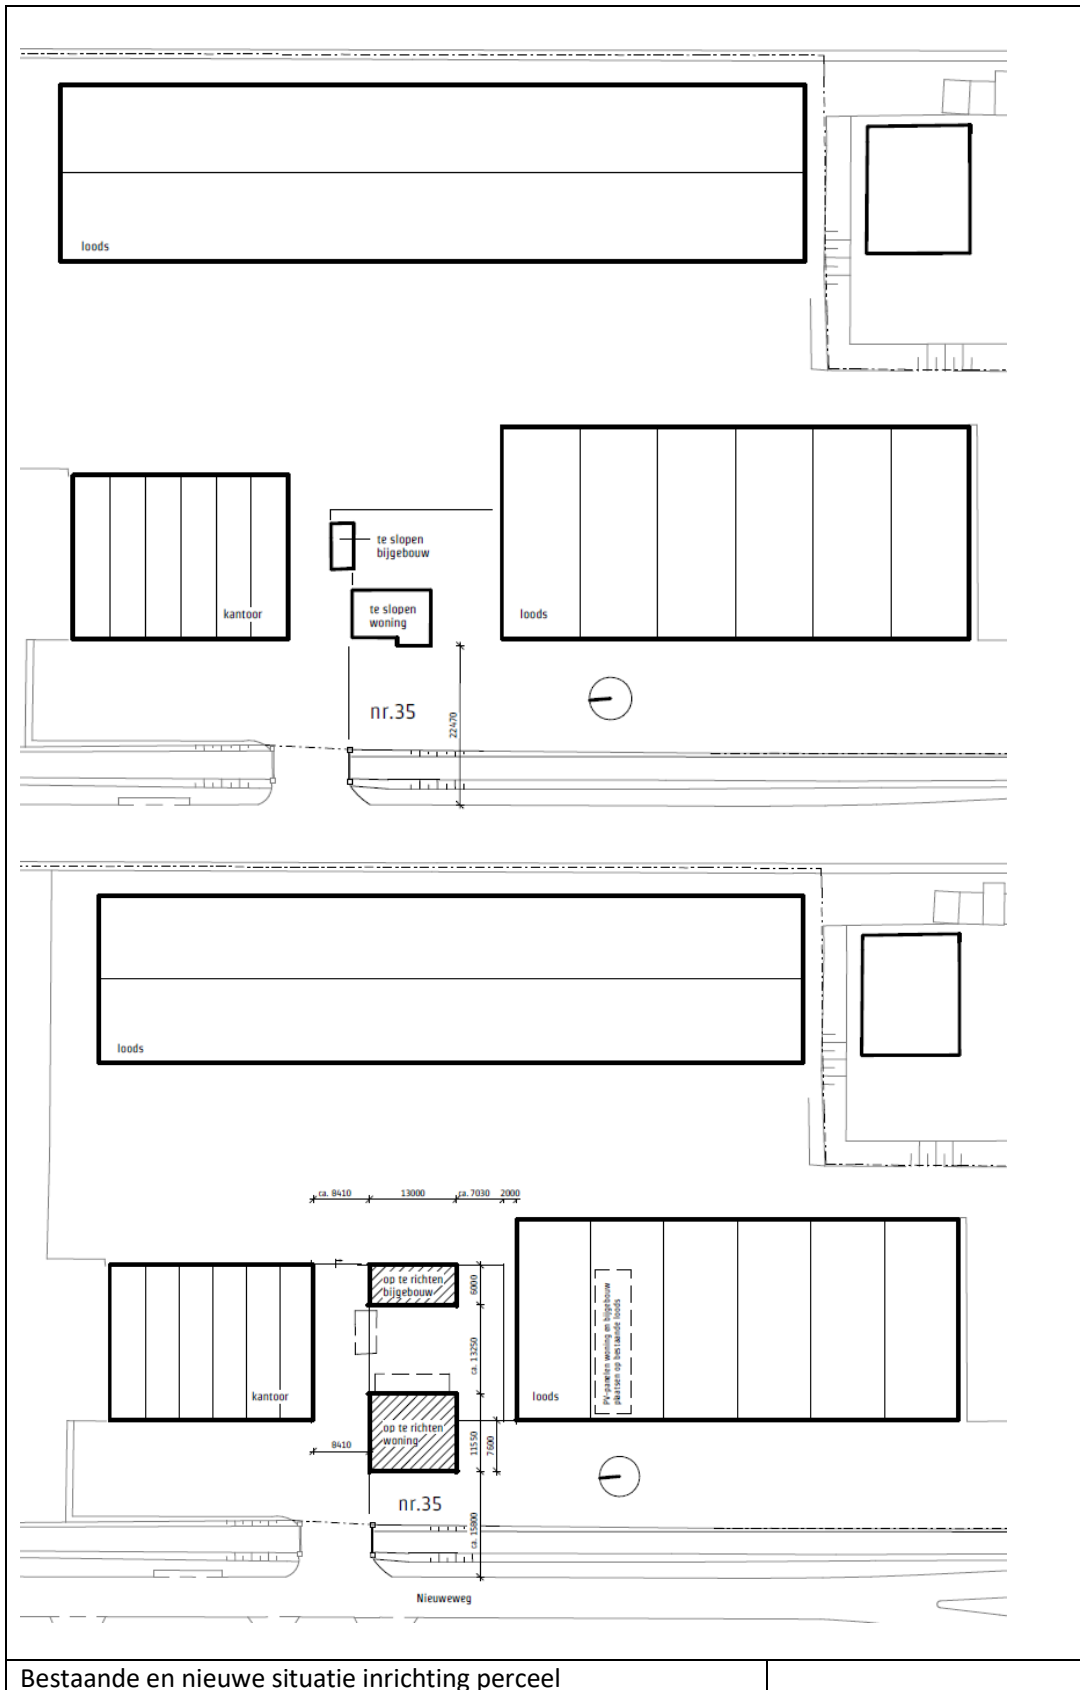 loods
te slopen
bijgebouw
kantoor
te slopen
woning
loods
nr.35
22470
loods
ca. 8410
13000
ca. 7030
2000
op te richten
bijgebouw
6000
ca. 13250
PV-panelen woning en bijgebouw
plaatsen op bestaande loods
kantoor
loods
op te richten
woning
8410
11550
7600
nr.35
ca. 15800
Nieuweweg
Bestaande en nieuwe situatie inrichting perceel